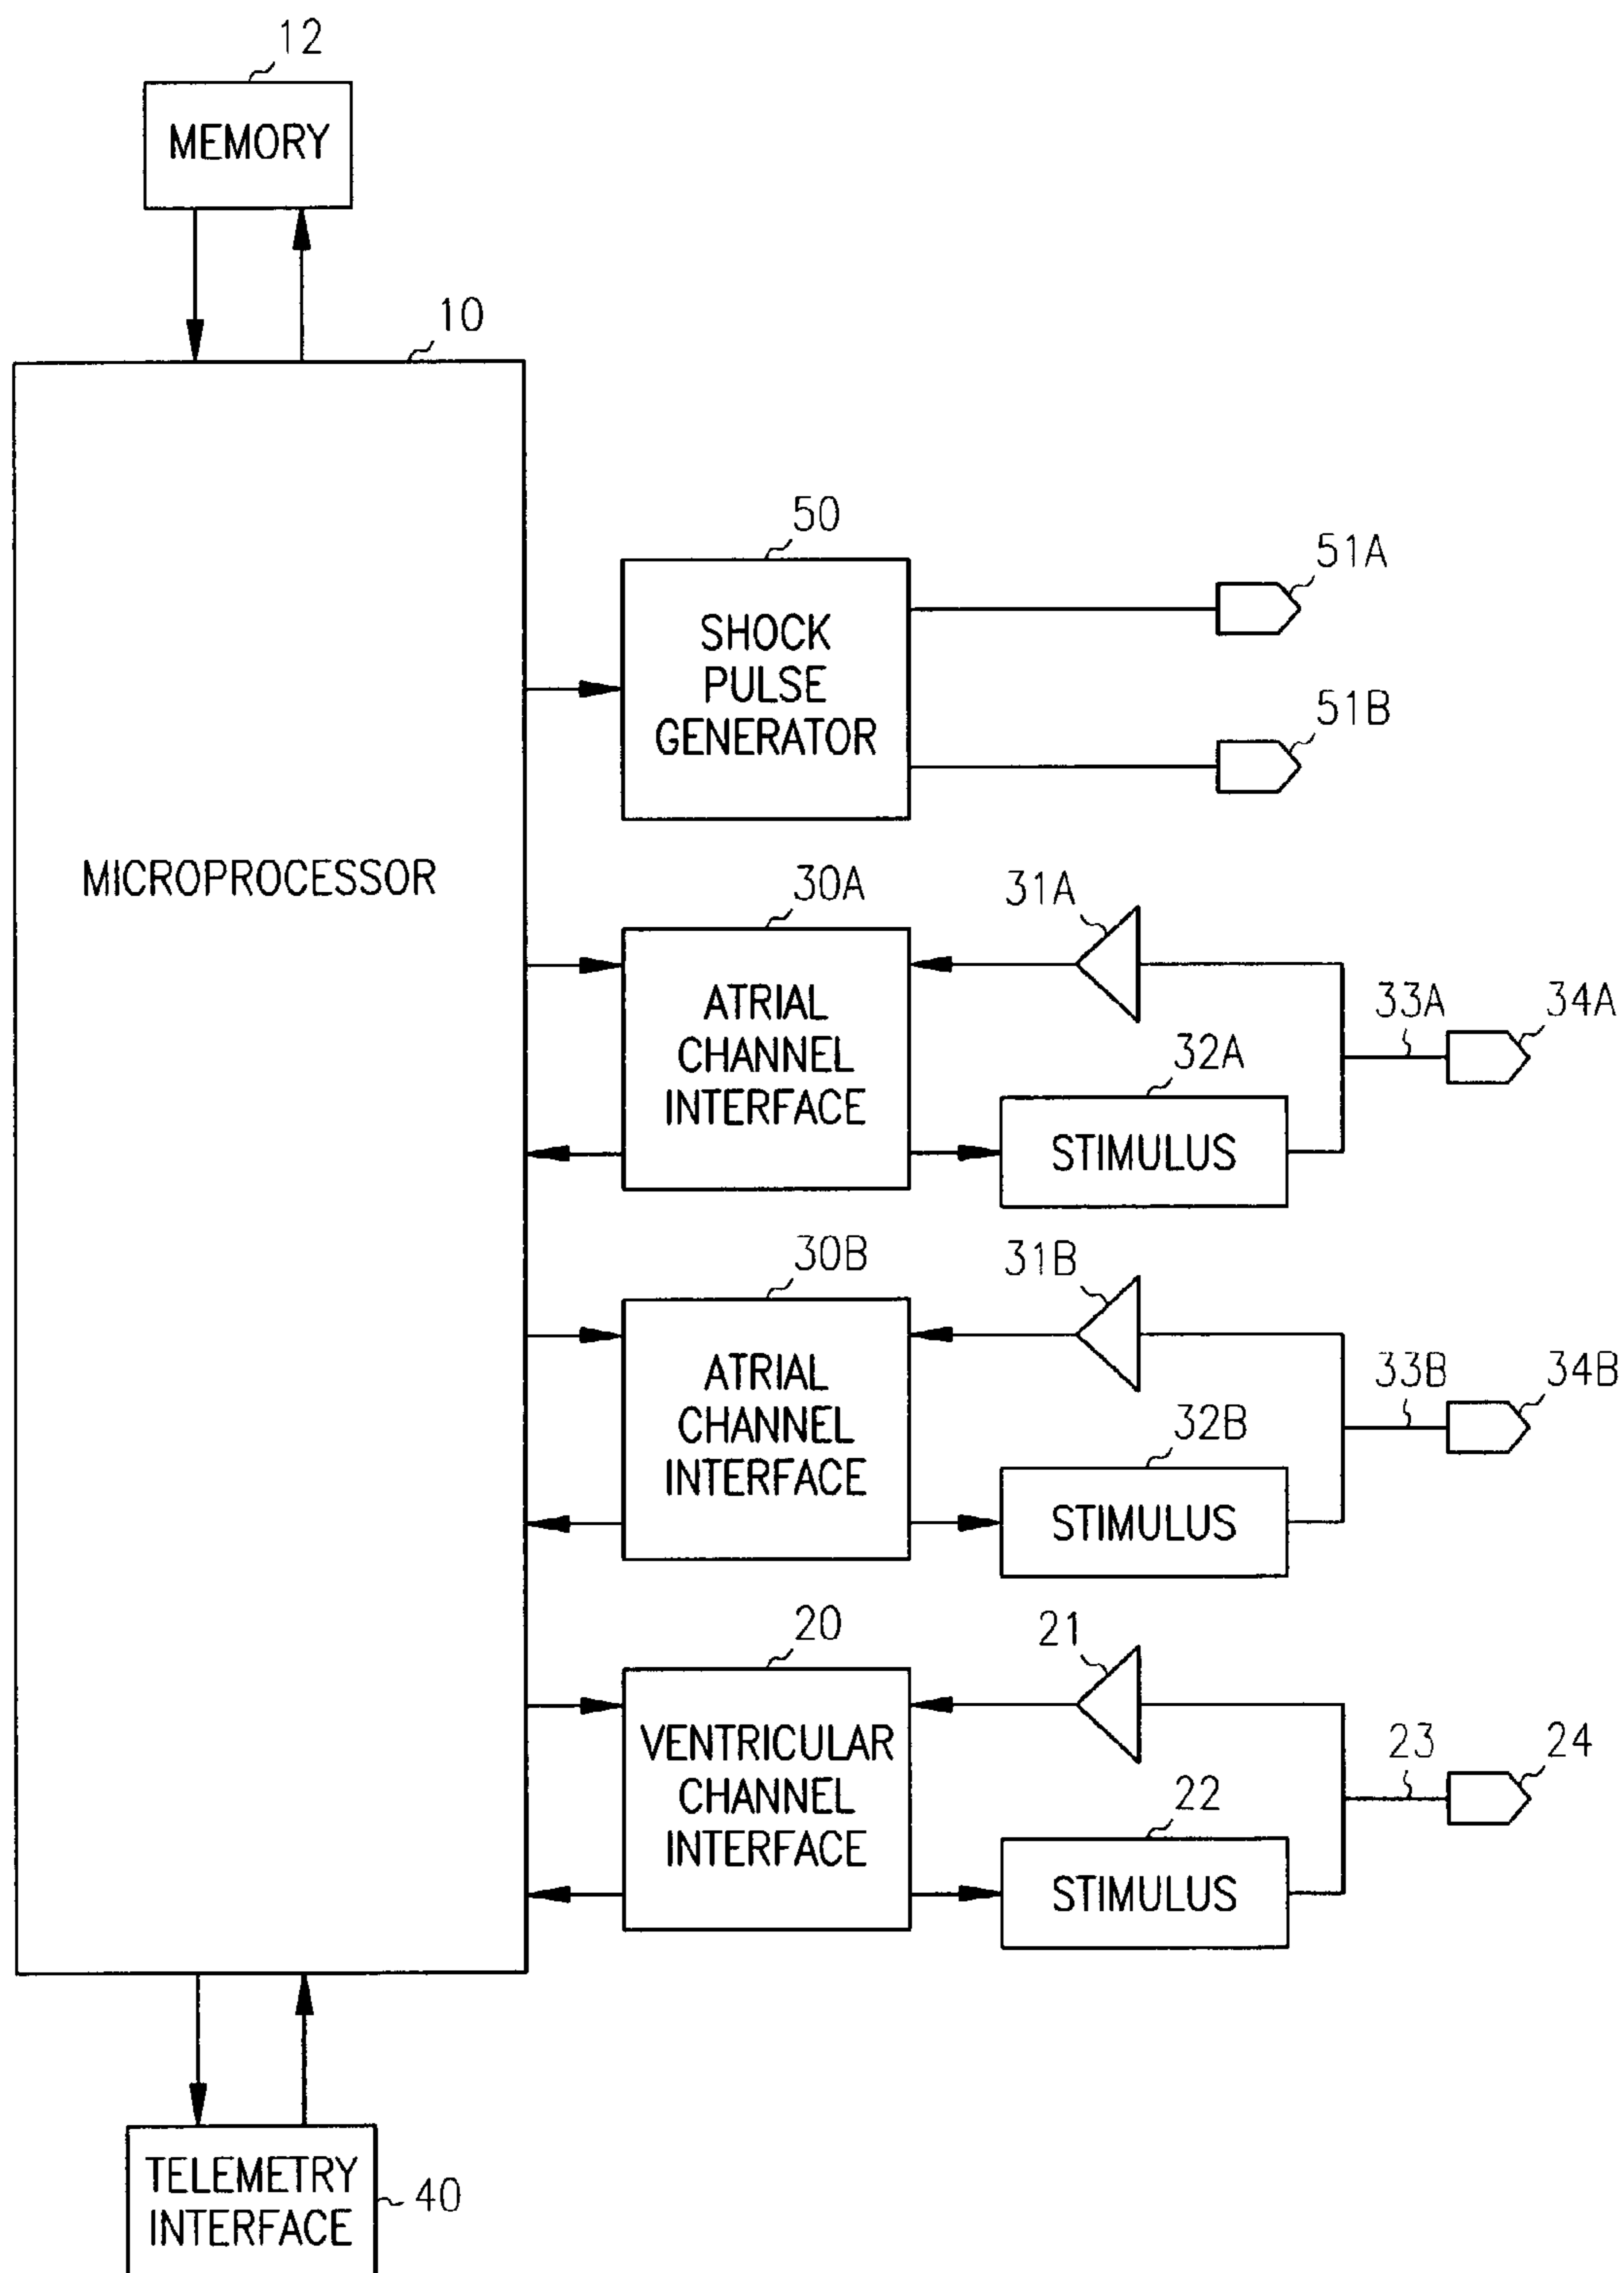 12
MEMORY
10
MICROPROCESSOR
50
SHOCK
PULSE
GENERATOR
51A
51B
30A
ATRIAL
CHANNEL
INTERFACE
31A
32A
STIMULUS
33A
34A
30B
ATRIAL
CHANNEL
INTERFACE
31B
32B
STIMULUS
33B
34B
20
VENTRICULAR
CHANNEL
INTERFACE
21
22
STIMULUS
23
24
TELEMETRY
INTERFACE
40